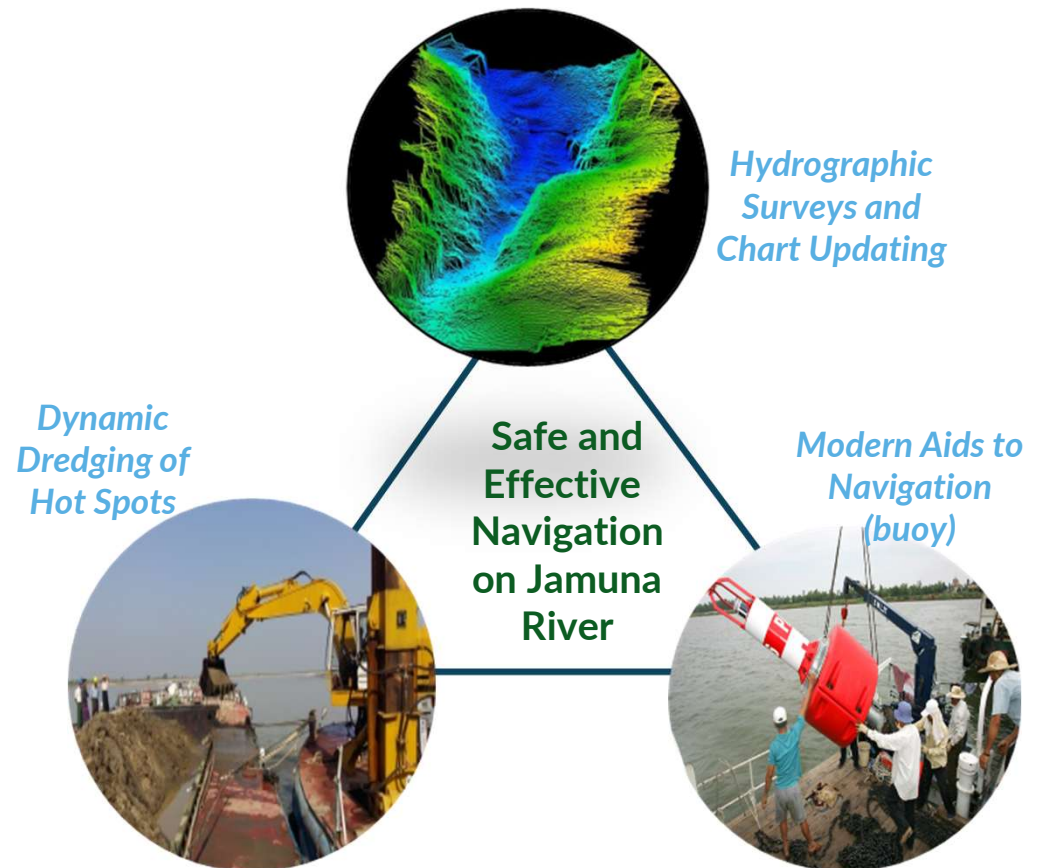 Hydrographic
Surveys and
Chart Updating
Dynamic
Dredging of
Hot Spots
Safe and
Effective
Navigation
on Jamuna
River
Modern Aids to
Navigation
(buoy)